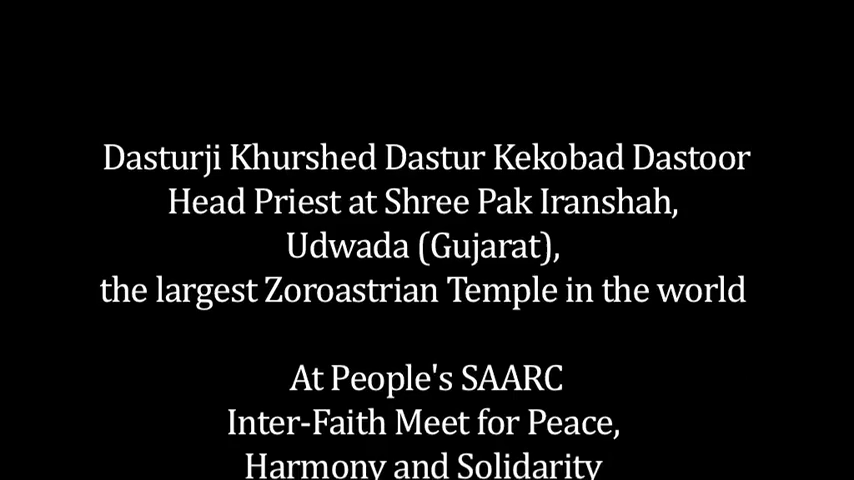 Dasturji Khurshed Dastur Kekobad Dastoor
Head Priest at Shree Pak Iranshah,
Udwada (Gujarat),
the largest Zoroastrian Temple in the world
At People's SAARC
Inter-Faith Meet for Peace,
Harmony and Solidarity